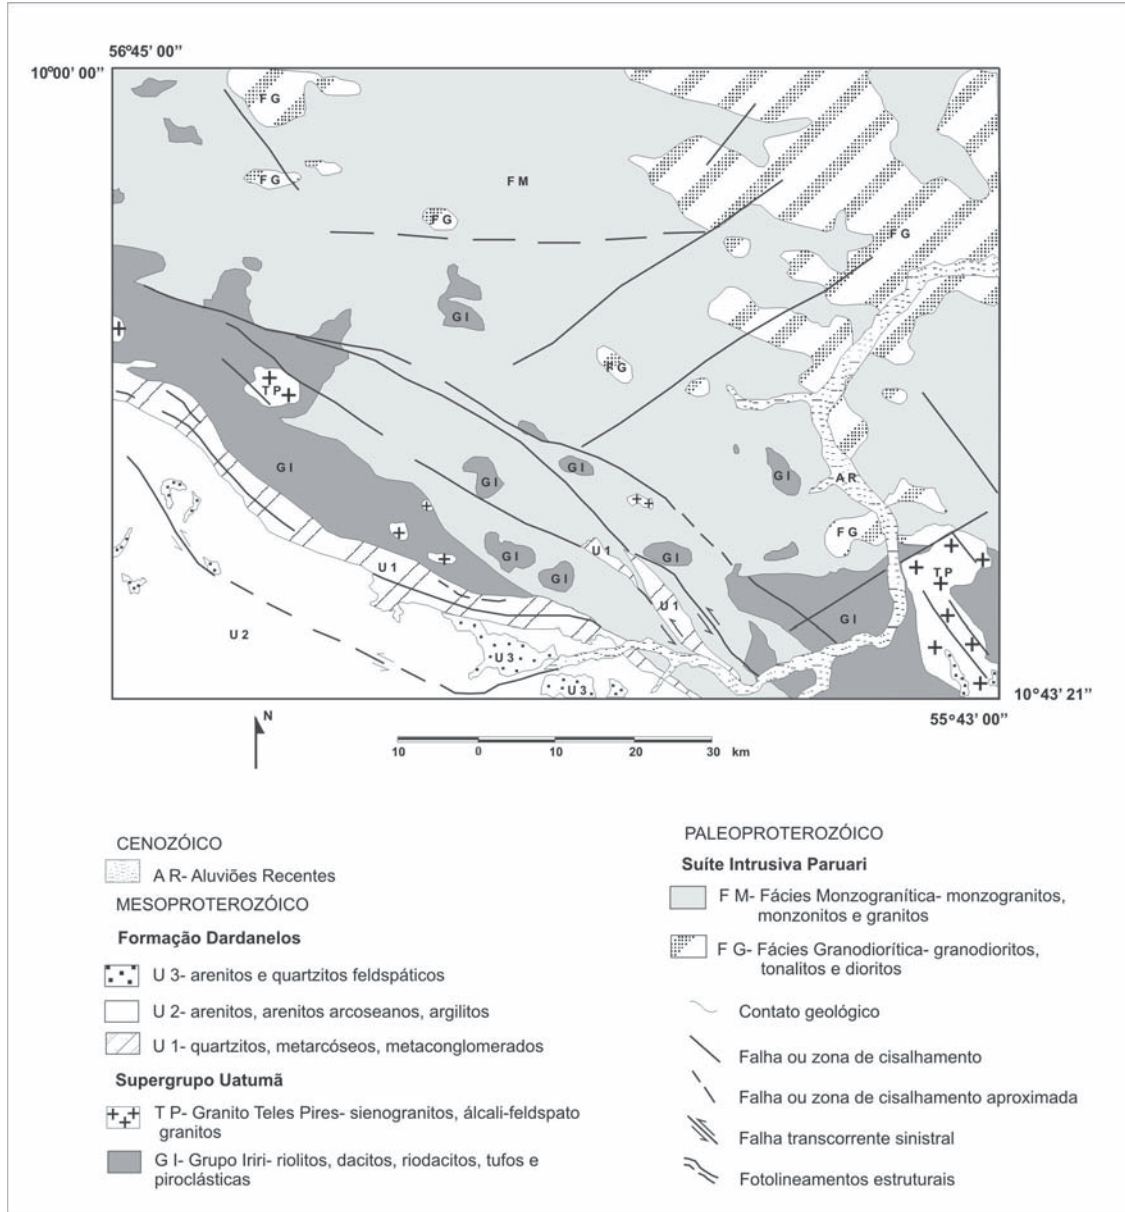 56º45' 00"
10º00' 00"
F G
F G
F M
F G
F G
G I
F G
T P
G I
G I
G I
G I
A R
F G
U 1
G I
G I
U 1
G I
T P
U 1
G I
U 2
U 3
U 3
10º 43' 21"
55º43' 00"
N
10 0 10 20 30 km
CENOZÓICO
A R- Aluviões Recentes
MESOPROTEROZÓICO
Formação Dardanelos
U 3- arenitos e quartzitos feldspáticos
U 2- arenitos, arenitos arcoseanos, argilitos
U 1- quartzitos, metarcóseos, metaconglomerados
Supergrupo Uatumã
T P- Granito Teles Pires- sienogranitos, álcali-feldspato
granitos
G I- Grupo Iriri- riolitos, dacitos, riodacitos, tufos e
piroclásticas
PALEOPROTEROZÓICO
Suíte Intrusiva Paruari
F M- Fácies Monzogranítica- monzogranitos,
monzonitos e granitos
F G- Fácies Granodiorítica- granodioritos,
tonalitos e dioritos
Contato geológico
Falha ou zona de cisalhamento
Falha ou zona de cisalhamento aproximada
Falha transcorrente sinistral
Fotolineamentos estruturais